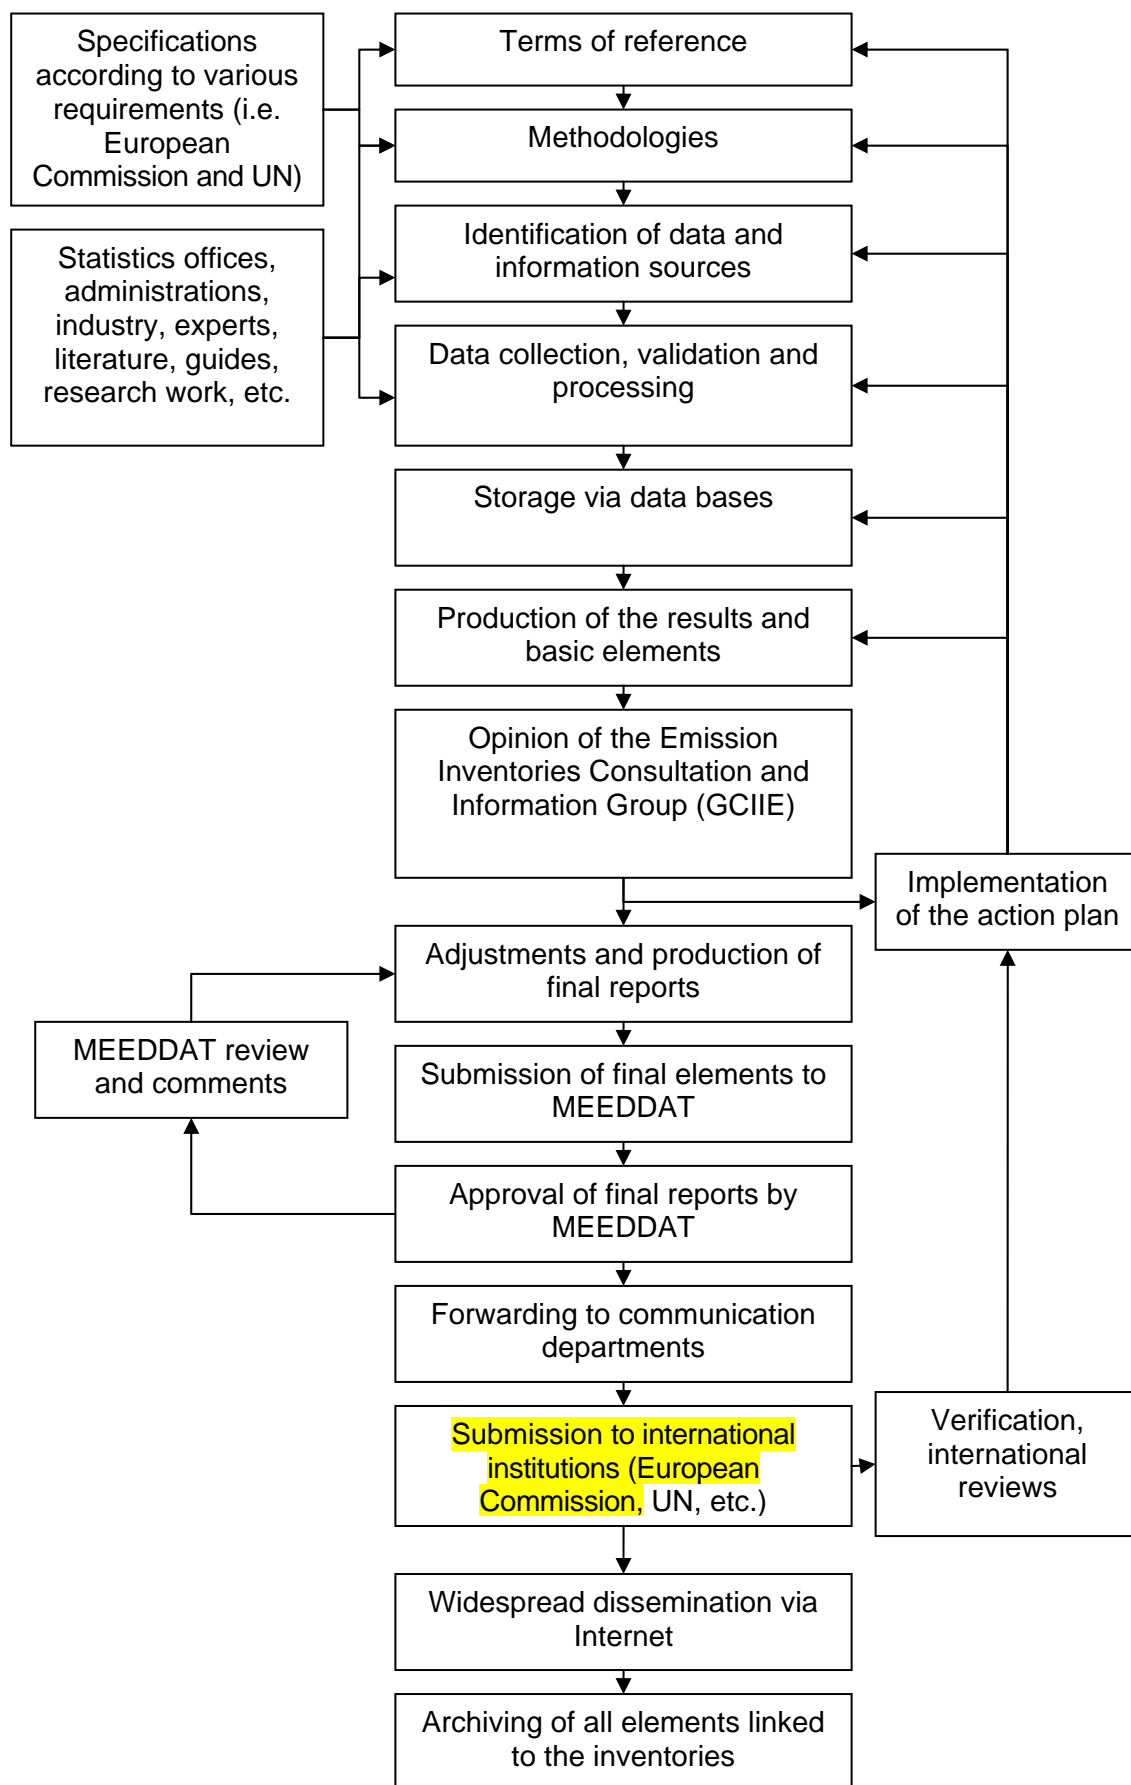 Specifications
according to various
requirements (i.e.
European
Commission and UN)
Terms of reference
Methodologies
Statistics offices,
administrations,
industry, experts,
literature, guides,
research work, etc.
Identification of data and
information sources
Data collection, validation and
processing
Storage via data bases
Production of the results and
basic elements
Opinion of the Emission
Inventories Consultation and
Information Group (GCIIE)
Implementation
of the action plan
Adjustments and production of
final reports
MEEDDAT review
and comments
Submission of final elements to
MEEDDAT
Approval of final reports by
MEEDDAT
Forwarding to communication
departments
Submission to international
institutions (European
Commission, UN, etc.)
Verification,
international
reviews
Widespread dissemination via
Internet
Archiving of all elements linked
to the inventories